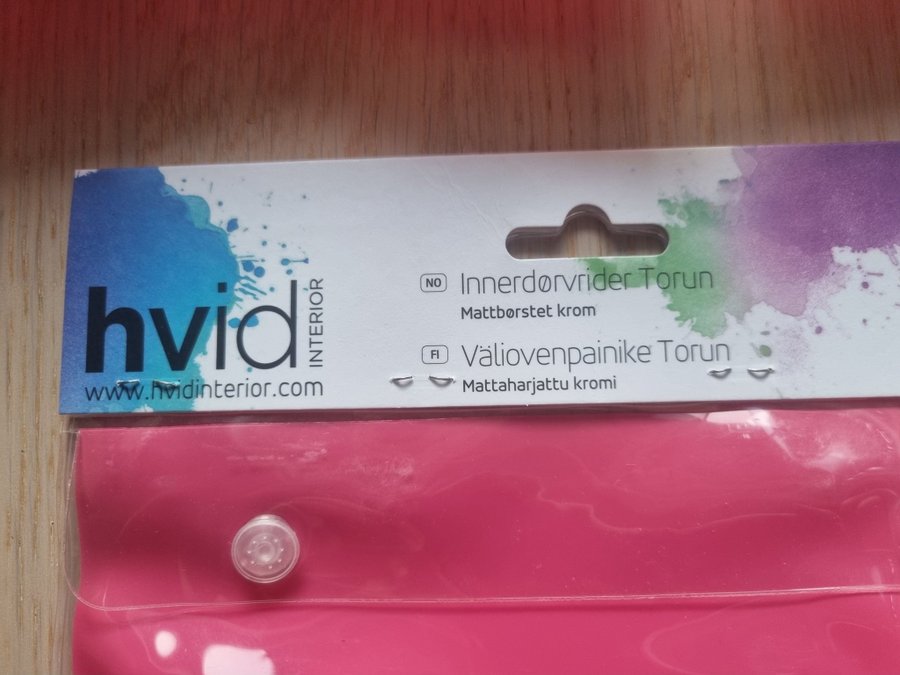 hvid
INTERIOR
www.hvidinterior.com
NO Innerdørvrider Torun
Mattbørstet krom
FI Väliovenpainike Torun
Mattaharjattu kromi